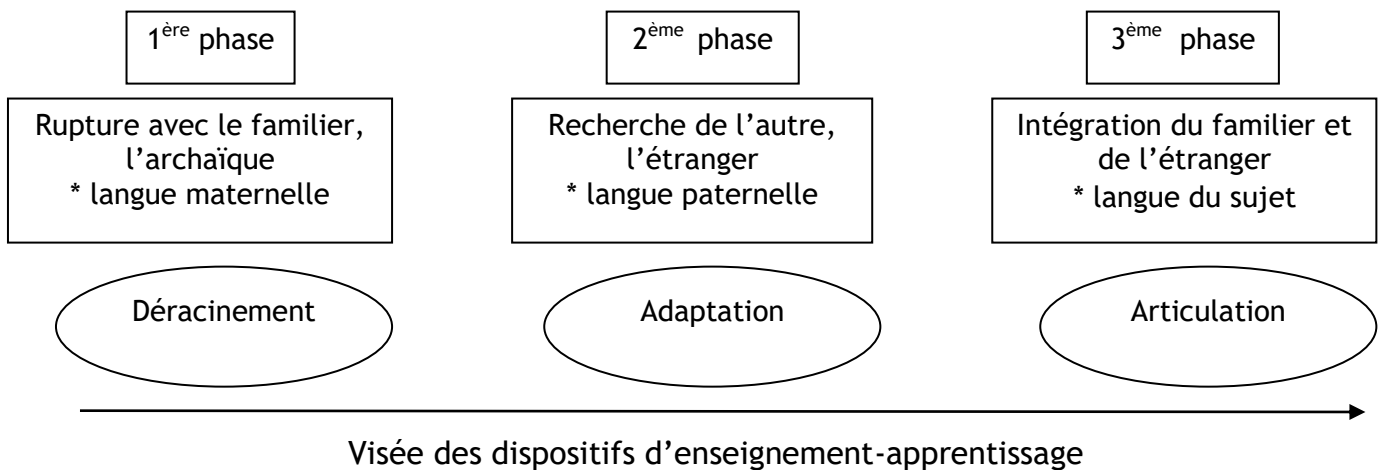 1ère phase
2ème phase
3ème phase
Rupture avec le familier,
l’archaïque
* langue maternelle
Recherche de l’autre,
l’étranger
* langue paternelle
Intégration du familier et
de l’étranger
* langue du sujet
Déracinement
Adaptation
Articulation
Visée des dispositifs d’enseignement-apprentissage